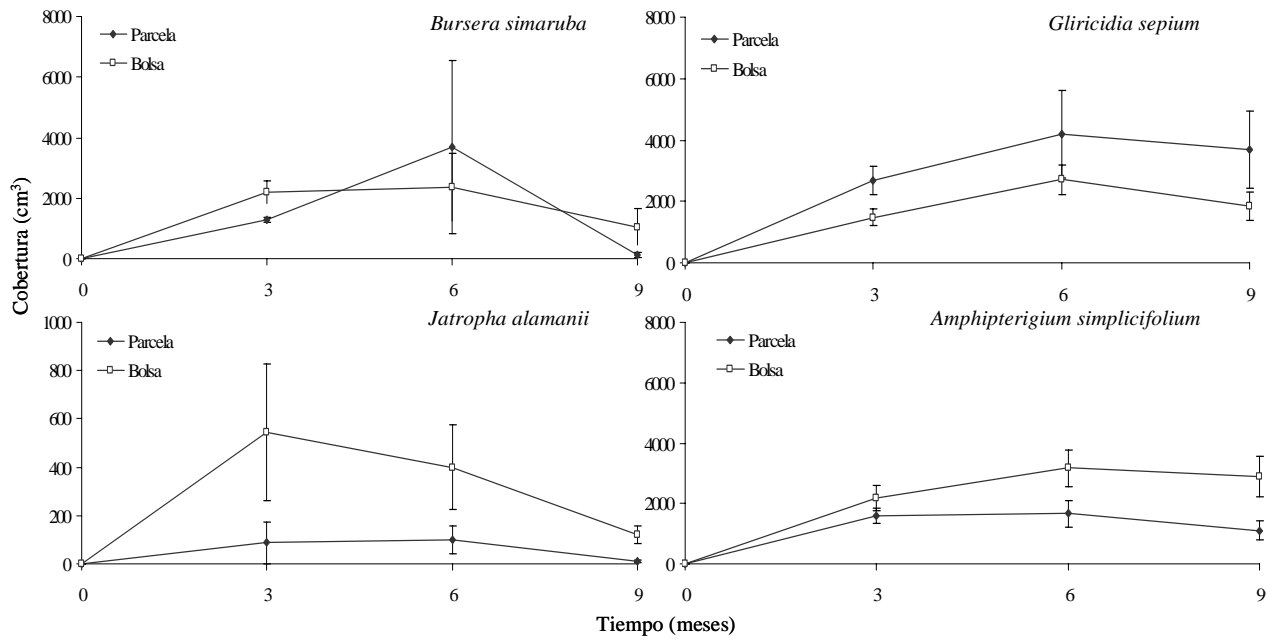 Cobertura (cm³)
8000
6000
4000
2000
0
Parcela
Bolsa
Bursera simaruba
0 3 6 9
8000
6000
4000
2000
0
Parcela
Bolsa
Gliricidia sepium
0 3 6 9
1000
800
600
400
200
0
Parcela
Bolsa
Jatropha alamanii
0 3 6 9
8000
6000
4000
2000
0
Parcela
Bolsa
Amphipterigium simplicifolium
0 3 6 9
Tiempo (meses)